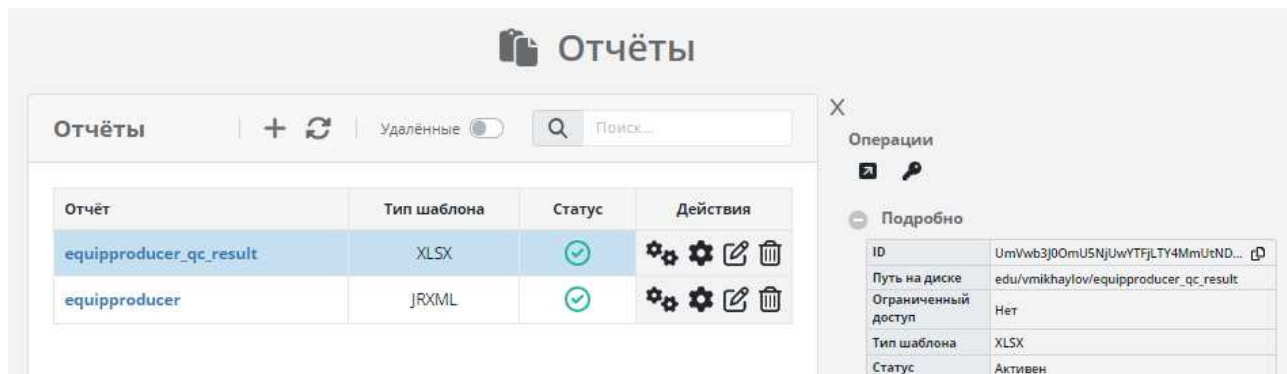 Отчёты
Отчёты Удалённые Поиск...
Отчёт Тип шаблона Статус Действия
equipproducer_qc_result XLSX
equipproducer JRXML
X
Операции
Подробно
ID
Путь на диске edu/vmikhaylov/equipproducer_qc_result
Ограниченный доступ Нет
Тип шаблона XLSX
Статус Активен